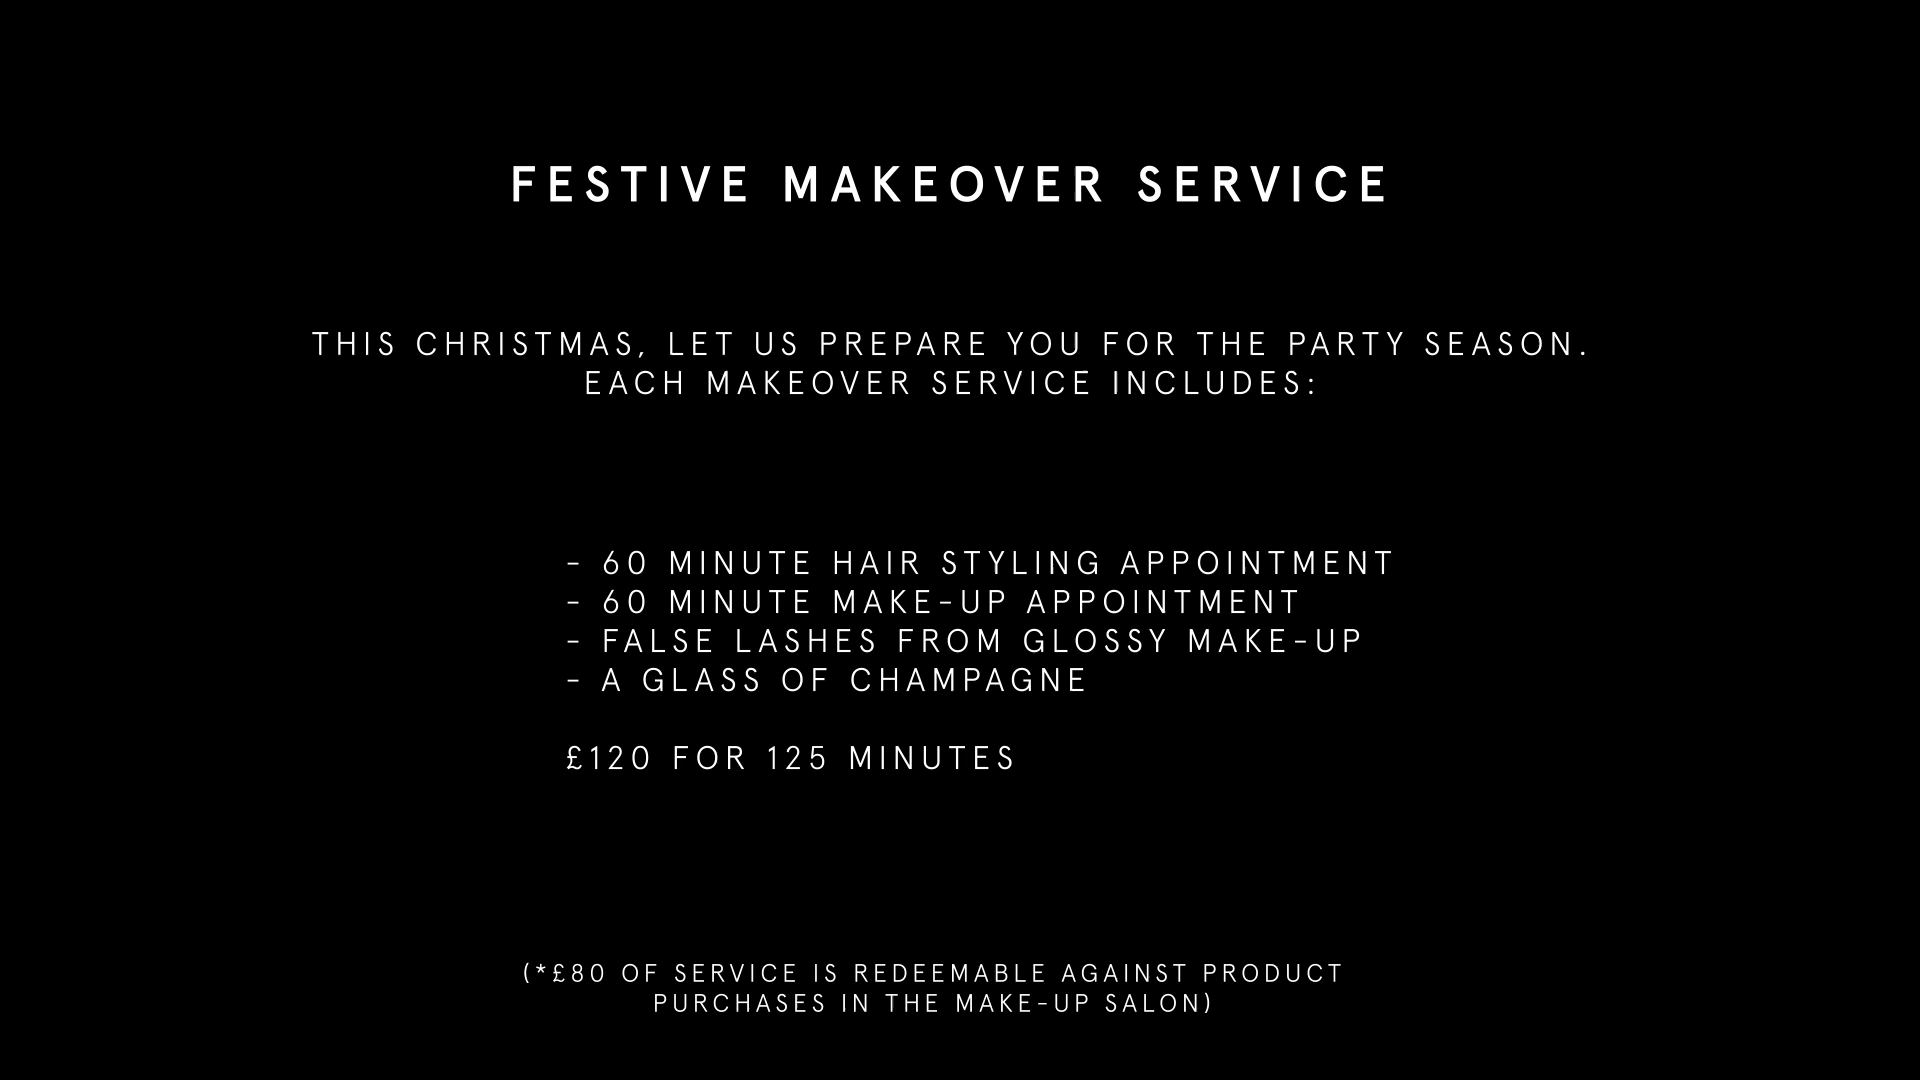 FESTIVE MAKEOVER SERVICE
THIS CHRISTMAS, LET US PREPARE YOU FOR THE PARTY SEASON.
EACH MAKEOVER SERVICE INCLUDES:
- 60 MINUTE HAIR STYLING APPOINTMENT
- 60 MINUTE MAKE-UP APPOINTMENT
- FALSE LASHES FROM GLOSSY MAKE-UP
- A GLASS OF CHAMPAGNE
£120 FOR 125 MINUTES
(*£80 OF SERVICE IS REDEEMABLE AGAINST PRODUCT
PURCHASES IN THE MAKE-UP SALON)